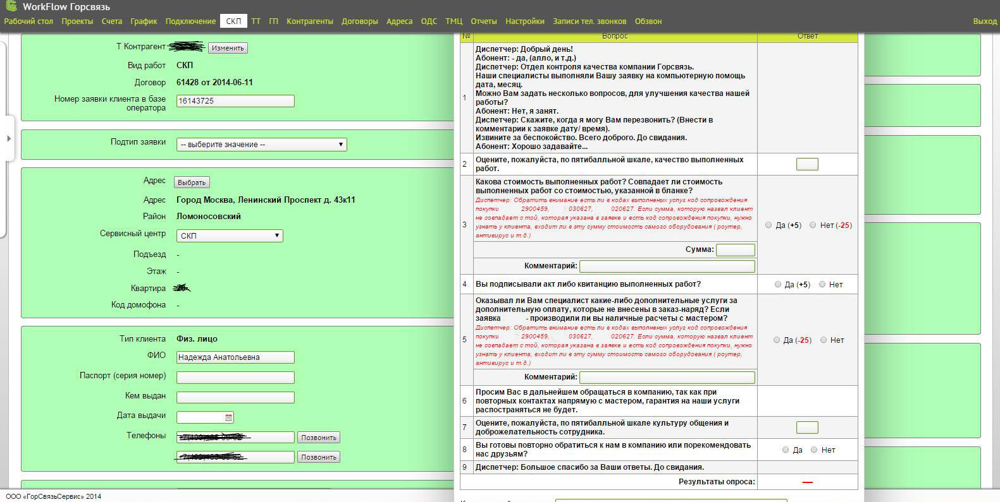 WorkFlow Горсвязь
Рабочий стол Проекты Счета График Подключение СКП ТТ ГП Контрагенты Договоры Адреса ОДС ТМЦ Отчеты Настройки Записи тел. звонков Обзвон Выход
Т Контрагент Изменить
Вид работ СКП
Договор 61428 от 2014-06-11
Номер заявки клиента в базе
оператора 16143725
Подтип заявки -- выберите значение --
Адрес Выбрать
Адрес Город Москва, Ленинский Проспект д. 43к11
Район Ломоносовский
Сервисный центр СКП
Подъезд -
Этаж -
Квартира
Код домофона -
Тип клиента Физ. лицо
ФИО Надежда Анатольевна
Паспорт (серия номер)
Кем выдан
Дата выдачи
Телефоны Позвонить
Позвонить
ООО «ГорСвязьСервис» 2014
№ Вопрос Ответ
1
Диспетчер: Добрый день!
Абонент: - да, (алло, и т.д.)
Диспетчер: Отдел контроля качества компании Горсвязь.
Наши специалисты выполняли Вашу заявку на компьютерную помощь
дата, месяц.
Можно Вам задать несколько вопросов, для улучшения качества нашей
работы?
Абонент: Нет, я занят.
Диспетчер: Скажите, когда я могу Вам перезвонить? (Внести в
комментарии к заявке дату/ время).
Извините за беспокойство. Всего доброго. До свидания.
Абонент: Хорошо задавайте...
2 Оцените, пожалуйста, по пятибалльной шкале, качество выполненных
работ.
3
Какова стоимость выполненных работ? Совпадает ли стоимость
выполненных работ со стоимостью, указанной в бланке?
Диспетчер: Обратить внимание есть ли в кодах выполненых услуг код сопровождения
покупки 2900459, 030627, 020627. Если сумма, которую назвал клиент
не совпадает с той, которая указана в заявке и есть код сопровождения покупки, нужно
узнать у клиента, входит ли в эту сумму стоимость самого оборудования ( роутер,
антивирус и т.д.)
Да (+5) Нет (-25)
Сумма:
Комментарий:
4 Вы подписывали акт либо квитанцию выполненных работ? Да (+5) Нет
5
Оказывал ли Вам специалист какие-либо дополнительные услуги за
дополнительную оплату, которые не внесены в заказ-наряд? Если
заявка - производили ли вы наличные расчеты с мастером?
Диспетчер: Обратить внимание есть ли в кодах выполненых услуг код сопровождения
покупки 2900459, 030627, 020627. Если сумма, которую назвал клиент
не совпадает с той, которая указана в заявке и есть код сопровождения покупки, нужно
узнать у клиента, входит ли в эту сумму стоимость самого оборудования ( роутер,
антивирус и т.д.)
Да (-25) Нет
Комментарий:
6 Просим Вас в дальнейшем обращаться в компанию, так как при
повторных контактах напрямую с мастером, гарантия на наши услуги
распостраняться не будет.
7 Оцените, пожалуйста, по пятибалльной шкале культуру общения и
доброжелательность сотрудника.
8 Вы готовы повторно обратиться к нам в компанию или порекомендовать
нас друзьям? Да Нет
9 Диспетчер: Большое спасибо за Ваши ответы. До свидания.
Результаты опроса: —